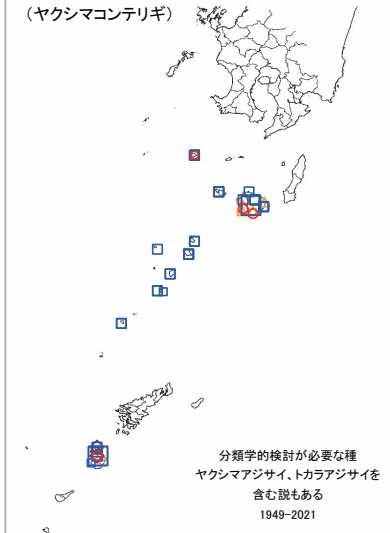 （ヤクシマコンテリギ）
分類学的検討が必要な種
ヤクシマアジサイ、トカラアジサイを
含む説もある
1949-2021